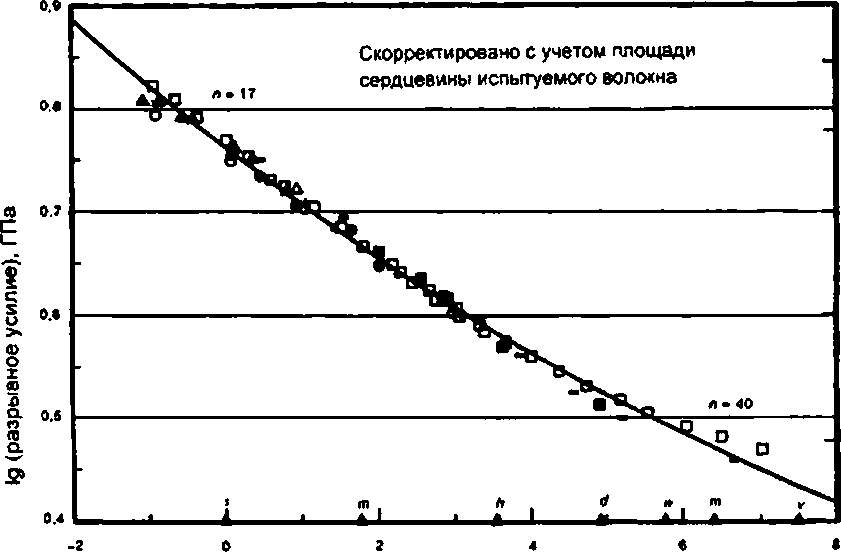 0,9
Скорректировано с учетом площади
сердцевины испытуемого волокна
n = 17
0,8
0,7
lg (разрывное усилие), ГПа
0,6
0,5
n = 40
s m h d w m y
0,4
-2 0 2 4 6 8